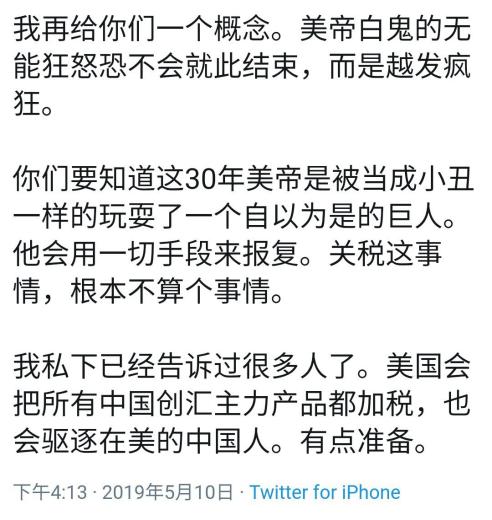 我再给你们一个概念。美帝白鬼的无
能狂怒恐不会就此结束，而是越发疯
狂。
你们要知道这30年美帝是被当成小丑
一样的玩耍了一个自以为是的巨人。
他会用一切手段来报复。关税这事
情，根本不算个事情。
我私下已经告诉过很多人了。美国会
把所有中国创汇主力产品都加税，也
会驱逐在美的中国人。有点准备。
下午4:13 · 2019年5月10日 · Twitter for iPhone